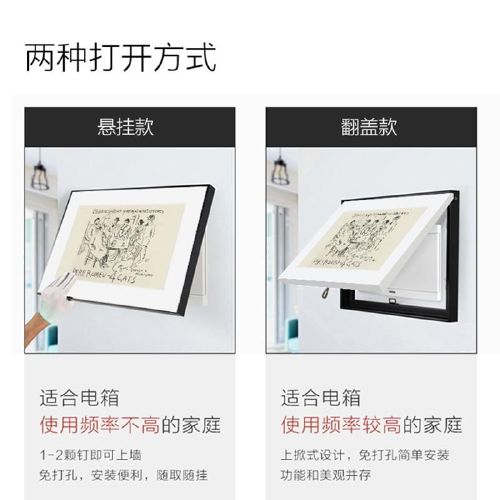 两种打开方式
悬挂款
翻盖款
PERE ROMEU-4 CATS
PERE ROMEU-4 CATS
适合电箱
使用频率不高的家庭
1-2颗钉即可上墙
免打孔，安装便利，随取随挂
适合电箱
使用频率较高的家庭
上掀式设计，免打孔简单安装
功能和美观并存